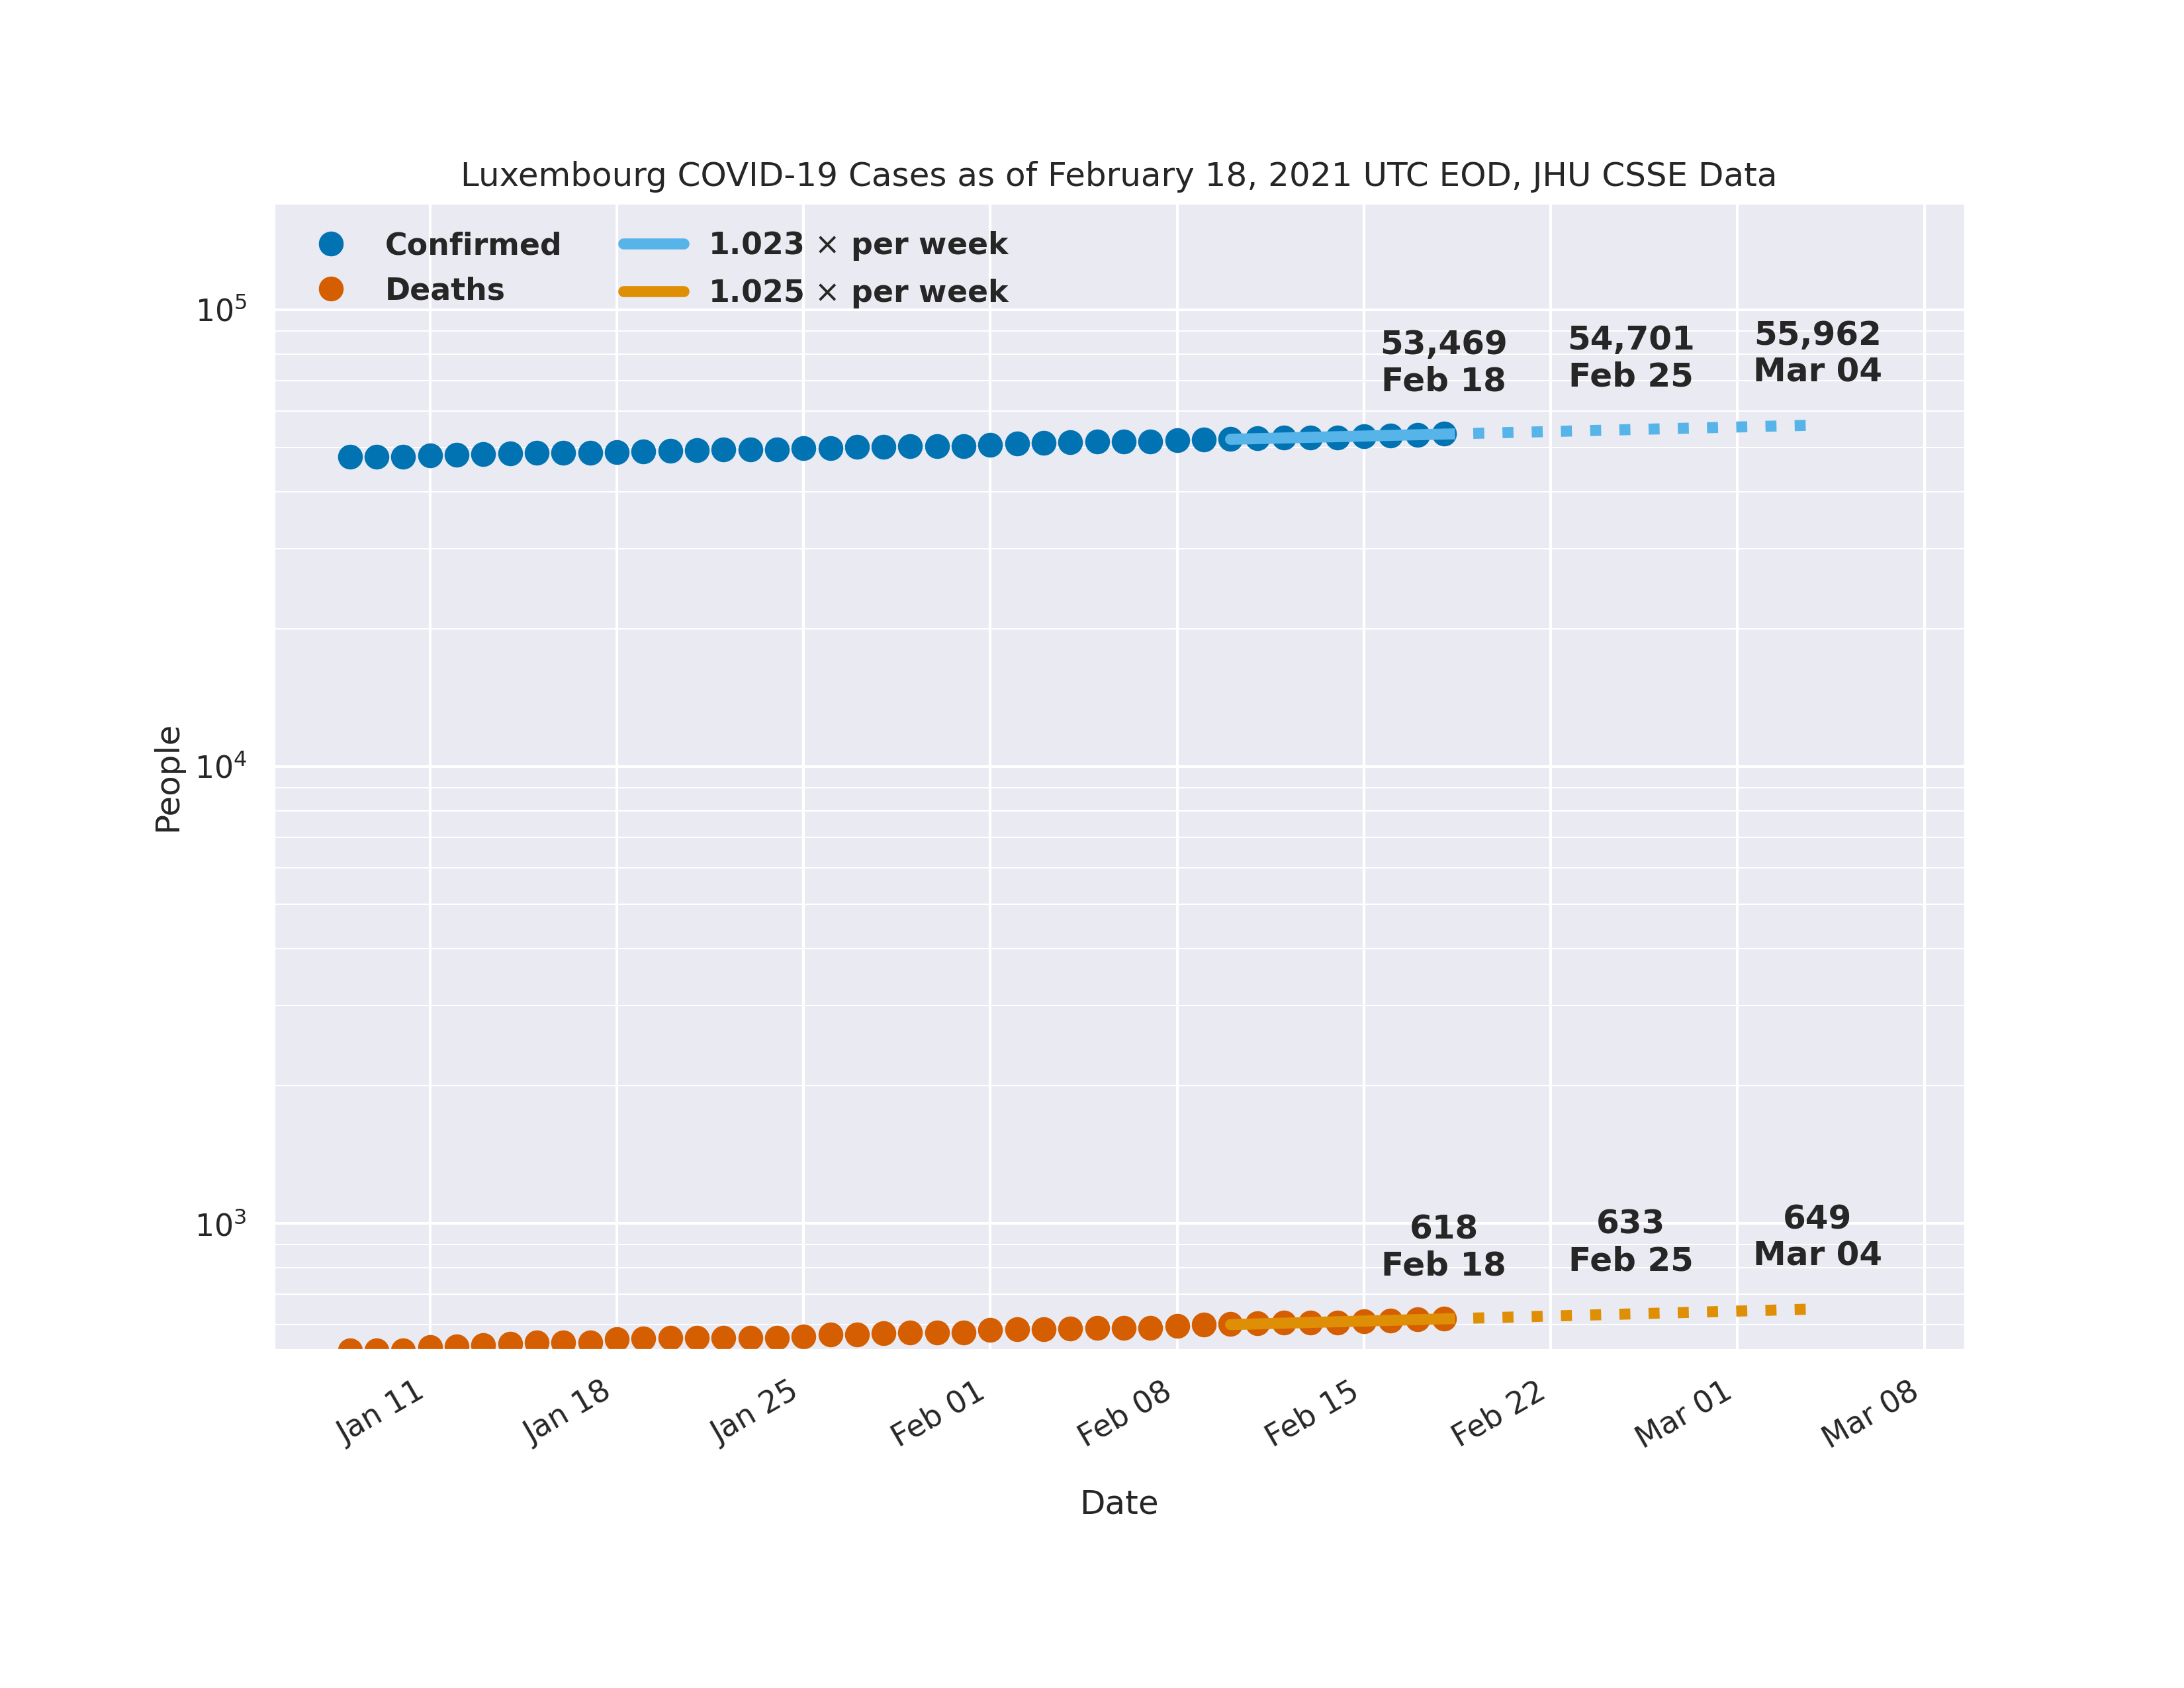 Luxembourg COVID-19 Cases as of February 18, 2021 UTC EOD, JHU CSSE Data
Confirmed
Deaths
1.023 × per week
1.025 × per week
10⁵
53,469
Feb 18
54,701
Feb 25
55,962
Mar 04
People
10⁴
10³
618
Feb 18
633
Feb 25
649
Mar 04
Jan 11
Jan 18
Jan 25
Feb 01
Feb 08
Feb 15
Feb 22
Mar 01
Mar 08
Date